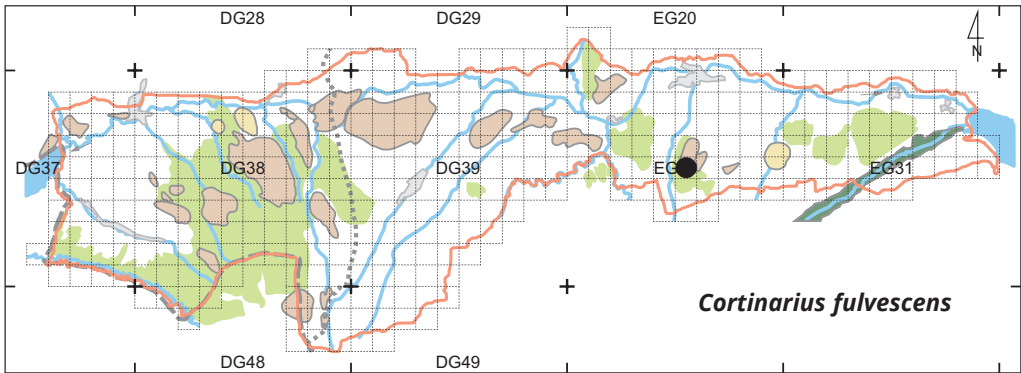 DG28 DG29 EG20
N
DG37 DG38 DG39 EG EG31
Cortinarius fulvescens
DG48 DG49